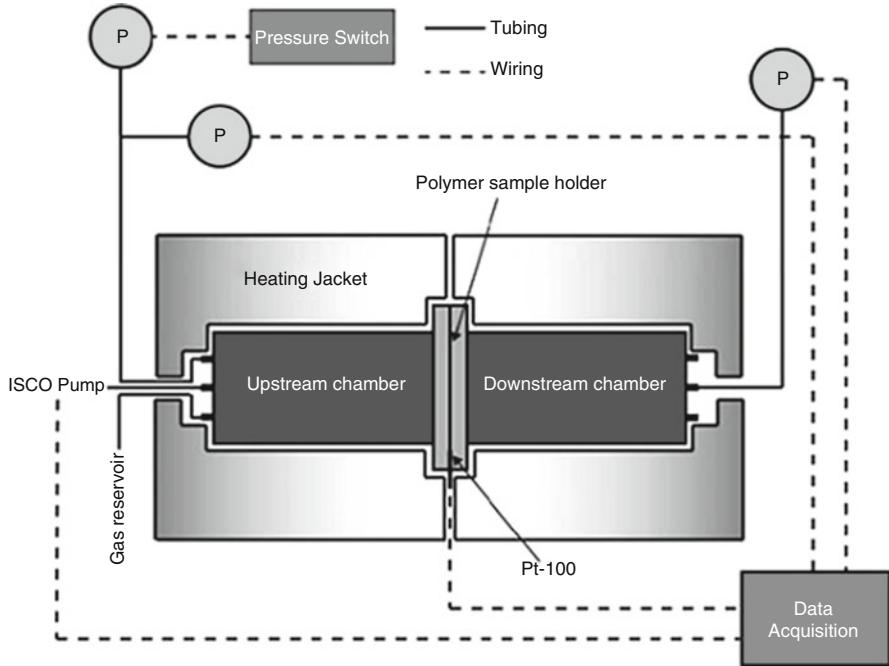 P
Pressure Switch
Tubing
Wiring
P
P
Polymer sample holder
Heating Jacket
ISCO Pump
Upstream chamber
Downstream chamber
Gas reservoir
Pt-100
Data
Acquisition